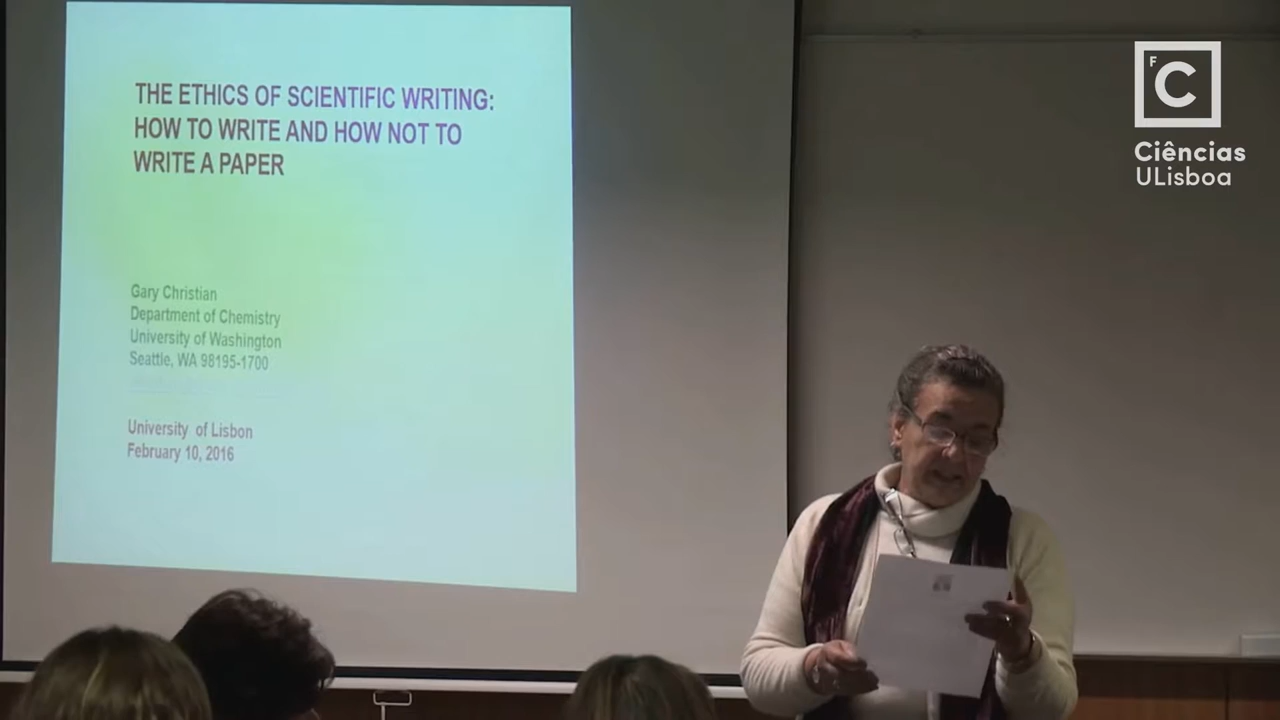 THE ETHICS OF SCIENTIFIC WRITING:
HOW TO WRITE AND HOW NOT TO
WRITE A PAPER
Gary Christian
Department of Chemistry
University of Washington
Seattle, WA 98195-1700
University of Lisbon
February 10, 2016
F
C
Ciências
ULisboa